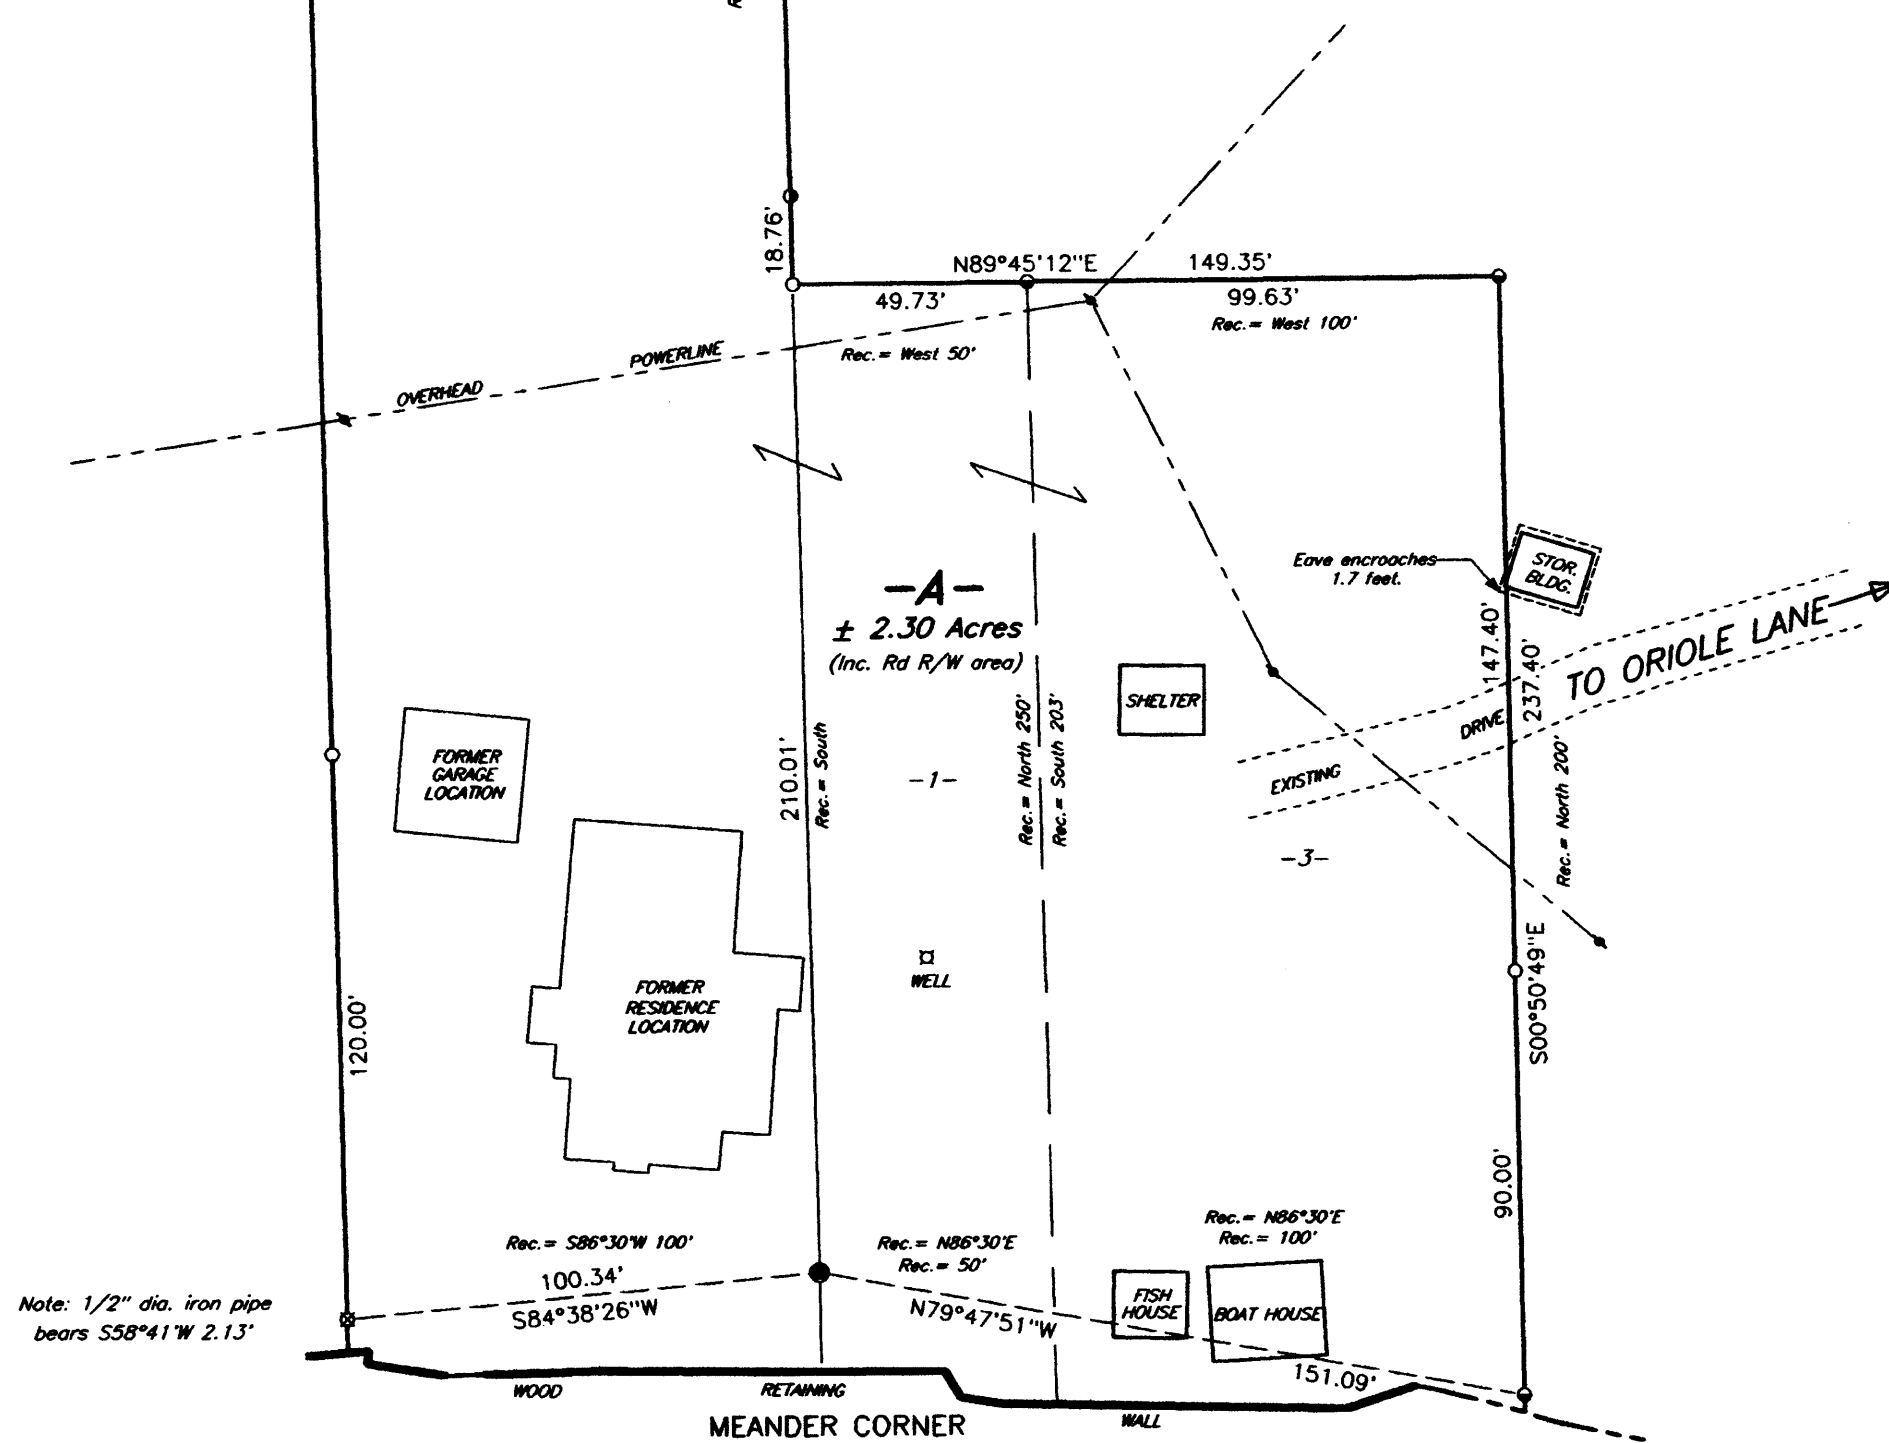 R
18.76'
N89°45'12"E
149.35'
49.73'
99.63'
Rec.= West 100'
Rec.= West 50'
OVERHEAD
POWERLINE
Eave encroaches
1.7 feet.
STOR.
BLDG.
-A-
± 2.30 Acres
(Inc. Rd R/W area)
TO ORIOLE LANE
147.40'
237.40'
SHELTER
DRIVE
EXISTING
Rec.= North 250'
Rec.= South 203'
Rec.= North 200'
FORMER
GARAGE
LOCATION
210.01'
Rec.= South
-1-
-3-
WELL
FORMER
RESIDENCE
LOCATION
120.00'
S00°50'49"E
90.00'
Rec.= S86°30'W 100'
100.34'
S84°38'26"W
Rec.= N86°30'E
Rec.= 50'
N79°47'51"W
Rec.= N86°30'E
Rec.= 100'
FISH
HOUSE
BOAT HOUSE
151.09'
Note: 1/2" dia. iron pipe
bears S58°41'W 2.13'
WOOD
RETAINING
WALL
MEANDER CORNER